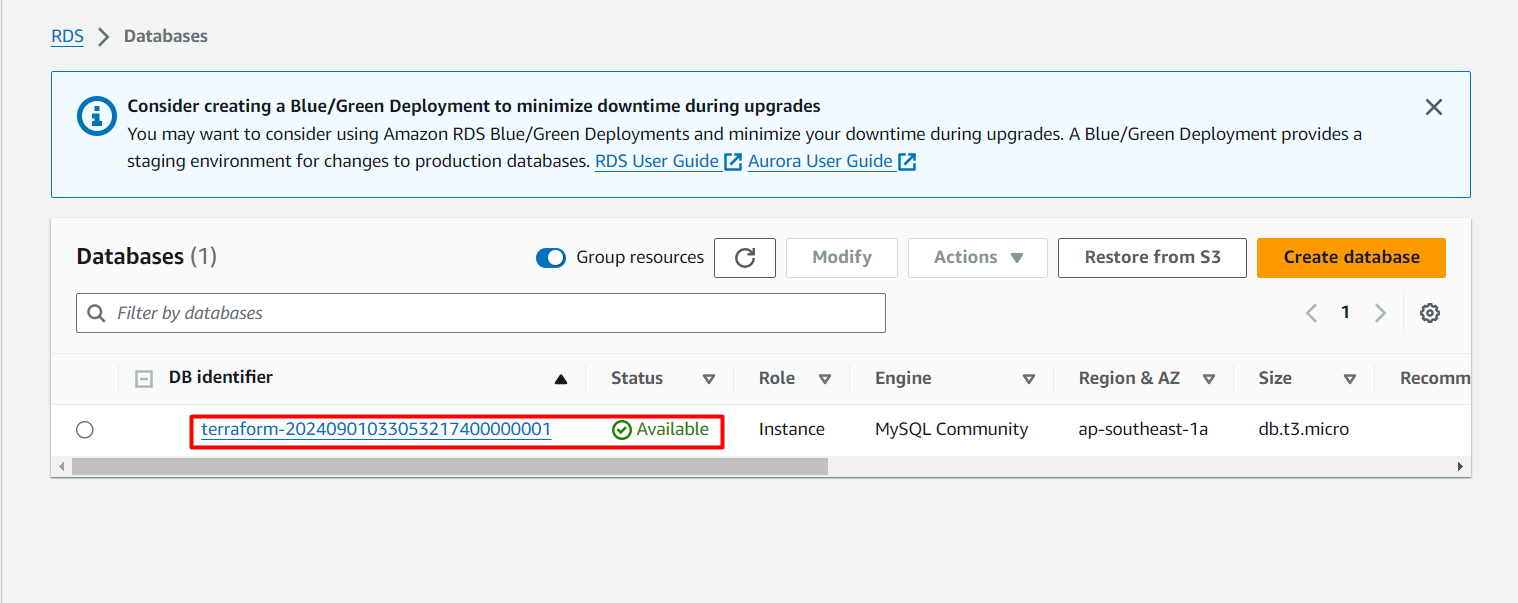 RDS > Databases
Consider creating a Blue/Green Deployment to minimize downtime during upgrades
You may want to consider using Amazon RDS Blue/Green Deployments and minimize your downtime during upgrades. A Blue/Green Deployment provides a
staging environment for changes to production databases. RDS User Guide Aurora User Guide
Databases (1) Group resources Modify Actions Restore from S3 Create database
Filter by databases 1
DB identifier Status Role Engine Region & AZ Size Recomm
terraform-20240901033053217400000001 Available Instance MySQL Community ap-southeast-1a db.t3.micro